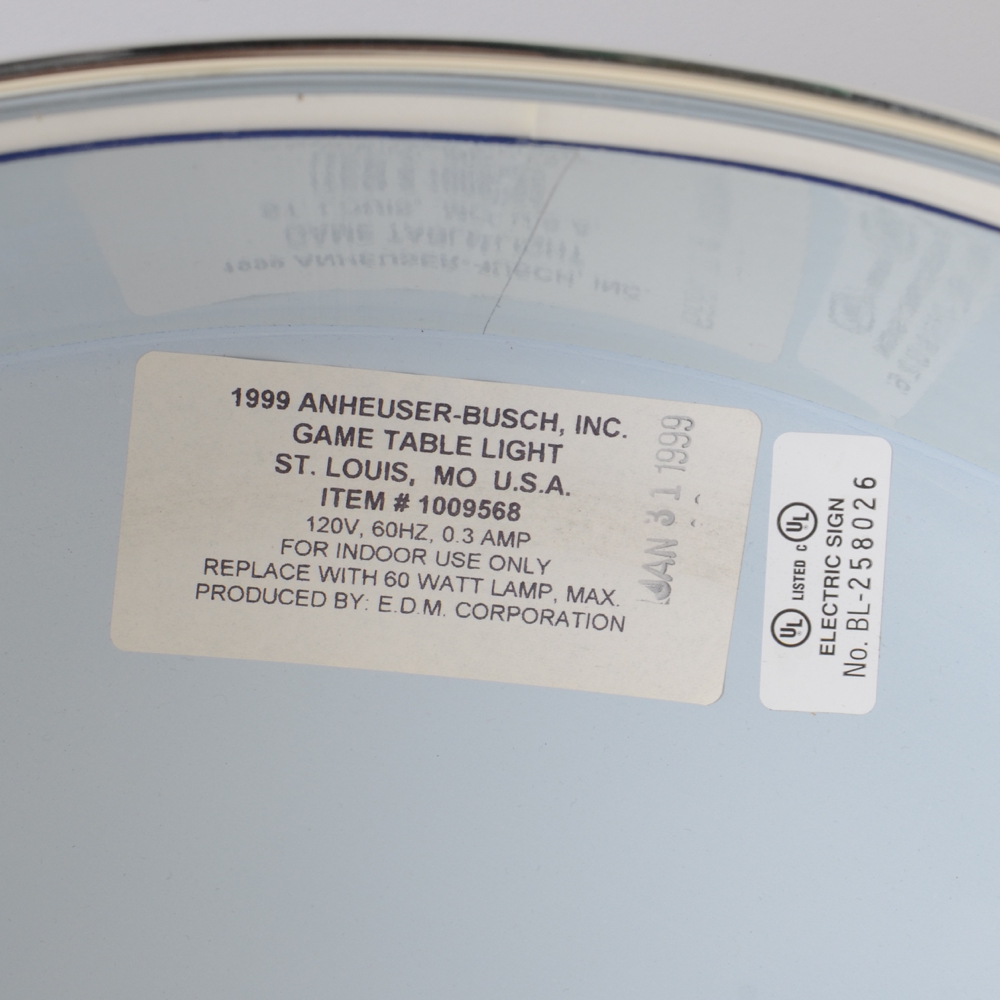 1999 ANHEUSER-BUSCH, INC.
GAME TABLE LIGHT
ST. LOUIS, MO U.S.A.
ITEM # 1009568
120V, 60HZ, 0.3 AMP
FOR INDOOR USE ONLY
REPLACE WITH 60 WATT LAMP, MAX.
PRODUCED BY: E.D.M. CORPORATION
JAN 31 1999
UL LISTED C UL
ELECTRIC SIGN
No. BL-258026